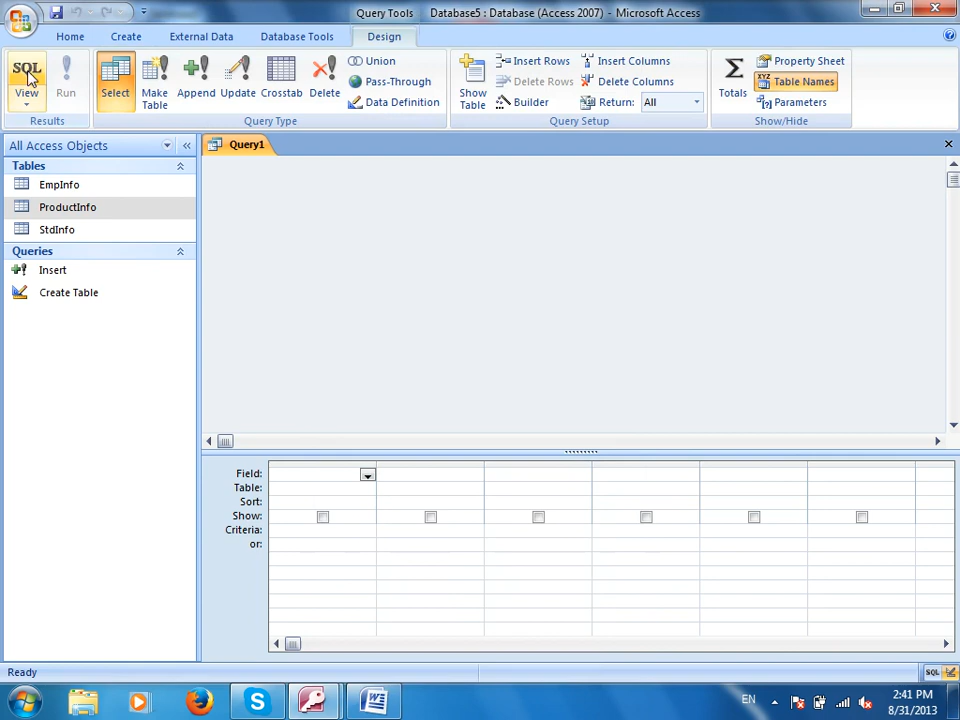 Query Tools
Database5 : Database (Access 2007) - Microsoft Access
Home Create External Data Database Tools Design
SQL
View
Run
Results
Select
Make Table
Append
Update
Crosstab
Delete
Union
Pass-Through
Data Definition
Query Type
Show Table
Insert Rows
Delete Rows
Builder
Insert Columns
Delete Columns
Return: All
Query Setup
Totals
Property Sheet
XYZ Table Names
Parameters
Show/Hide
All Access Objects
Tables
EmpInfo
ProductInfo
StdInfo
Queries
Insert
Create Table
Query1
Field:
Table:
Sort:
Show:
Criteria:
or:
Ready
SQL
EN
2:41 PM
8/31/2013